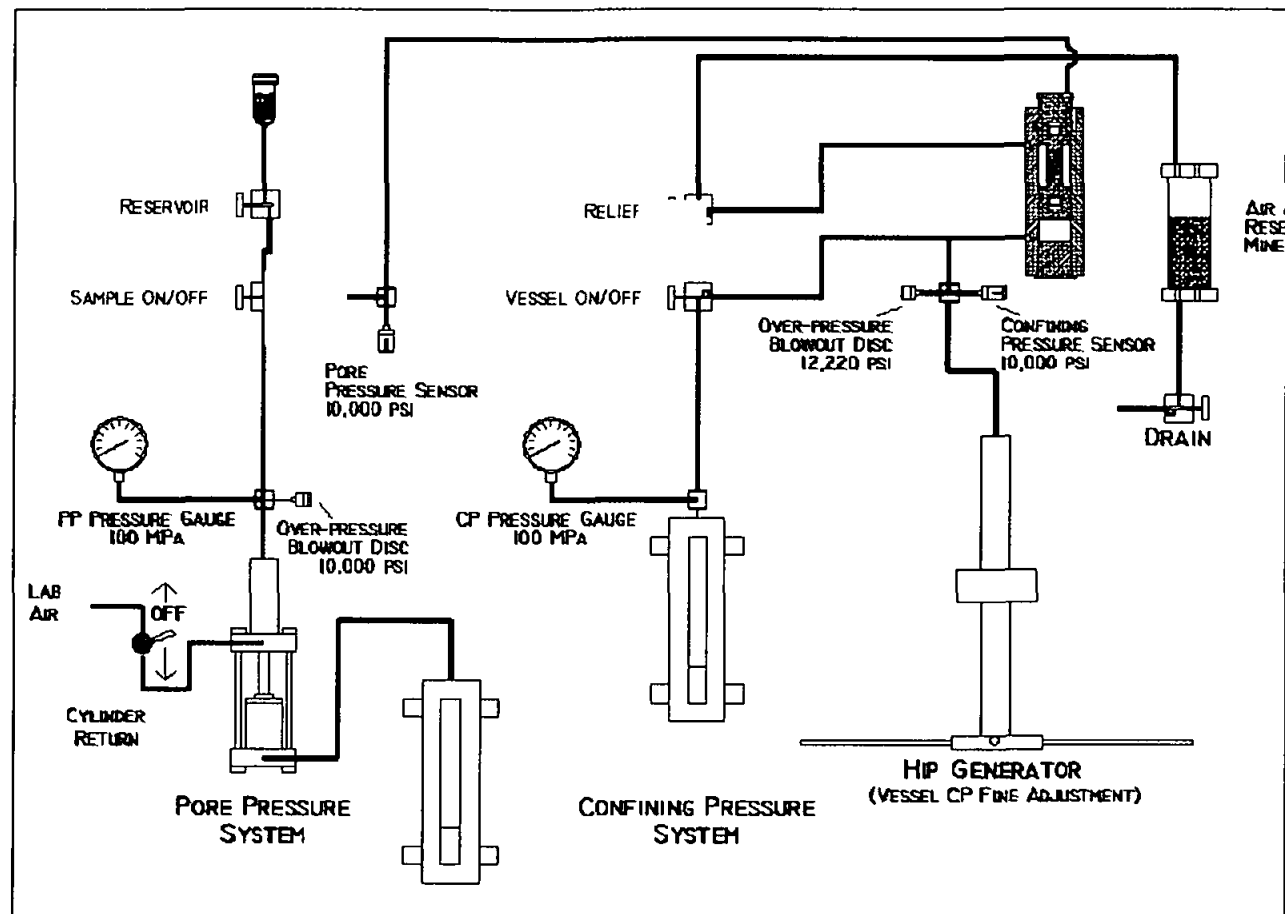 RESERVOIR
SAMPLE ON/OFF
PORE
PRESSURE SENSOR
10,000 PSI
PP PRESSURE GAUGE
100 MPA
OVER-PRESSURE
BLOWOUT DISC
10,000 PSI
LAB
AIR
OFF
CYLINDER
RETURN
PORE PRESSURE
SYSTEM
RELIEF
VESSEL ON/OFF
OVER-PRESSURE
BLOWOUT DISC
12,220 PSI
CONFINING
PRESSURE SENSOR
10,000 PSI
CP PRESSURE GAUGE
100 MPA
CONFINING PRESSURE
SYSTEM
HIP GENERATOR
(VESSEL CP FINE ADJUSTMENT)
AIR
RESE
MINE
DRAIN